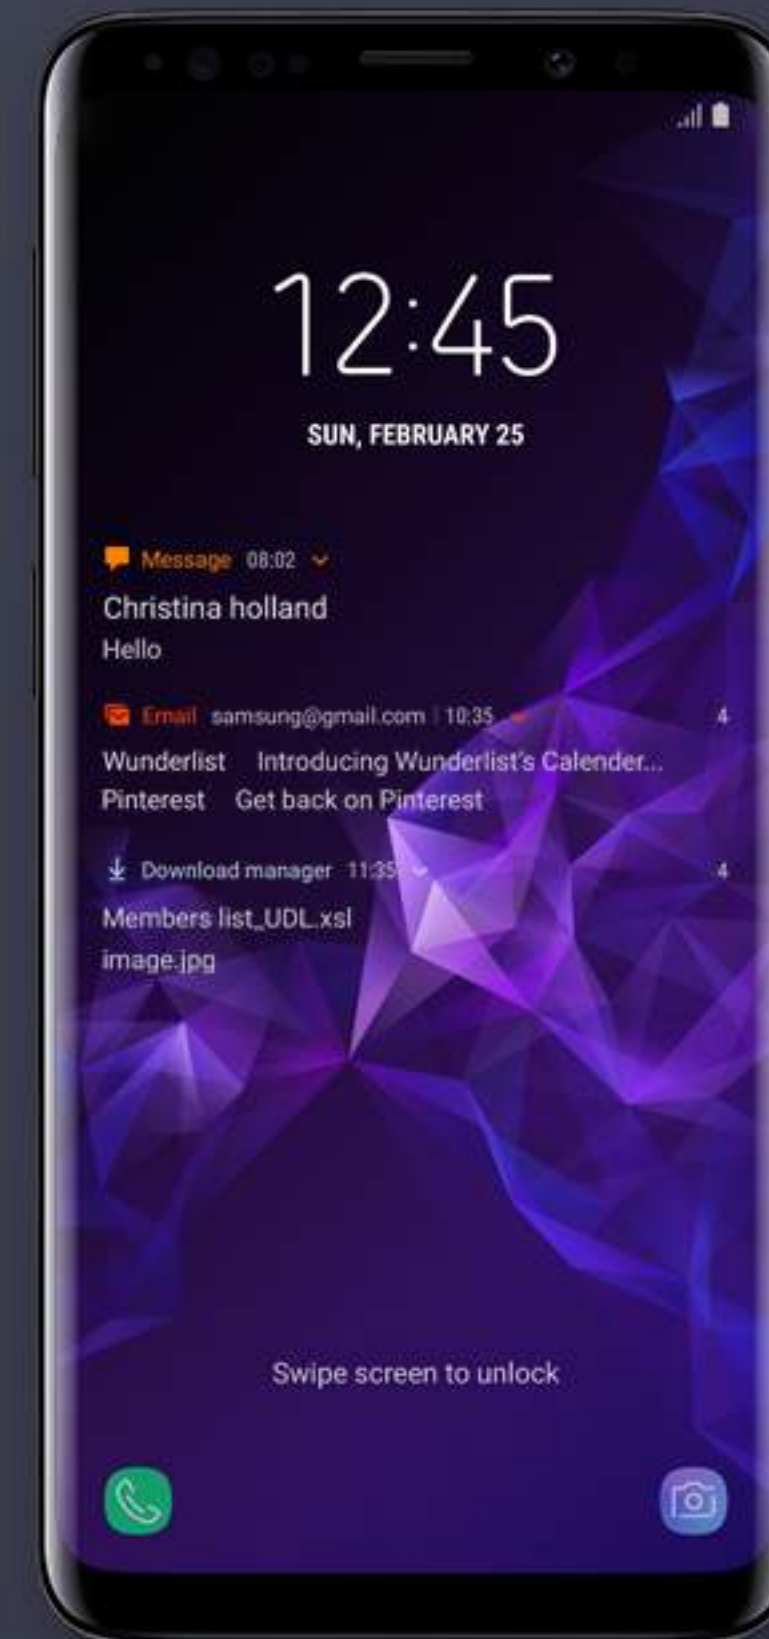 12:45
SUN, FEBRUARY 25
Message 08:02
Christina holland
Hello
Email samsung@gmail.com | 10:35 4
Wunderlist Introducing Wunderlist's Calender...
Pinterest Get back on Pinterest
Download manager 11:35 4
Members list_UDL.xsl
image.jpg
Swipe screen to unlock